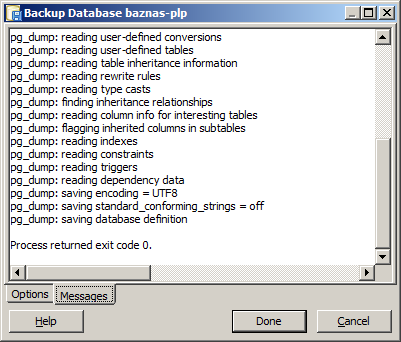 Backup Database baznas-plp
pg_dump: reading user-defined conversions
pg_dump: reading user-defined tables
pg_dump: reading table inheritance information
pg_dump: reading rewrite rules
pg_dump: reading type casts
pg_dump: finding inheritance relationships
pg_dump: reading column info for interesting tables
pg_dump: flagging inherited columns in subtables
pg_dump: reading indexes
pg_dump: reading constraints
pg_dump: reading triggers
pg_dump: reading dependency data
pg_dump: saving encoding = UTF8
pg_dump: saving standard_conforming_strings = off
pg_dump: saving database definition
Process returned exit code 0.
Options Messages
Help Done Cancel